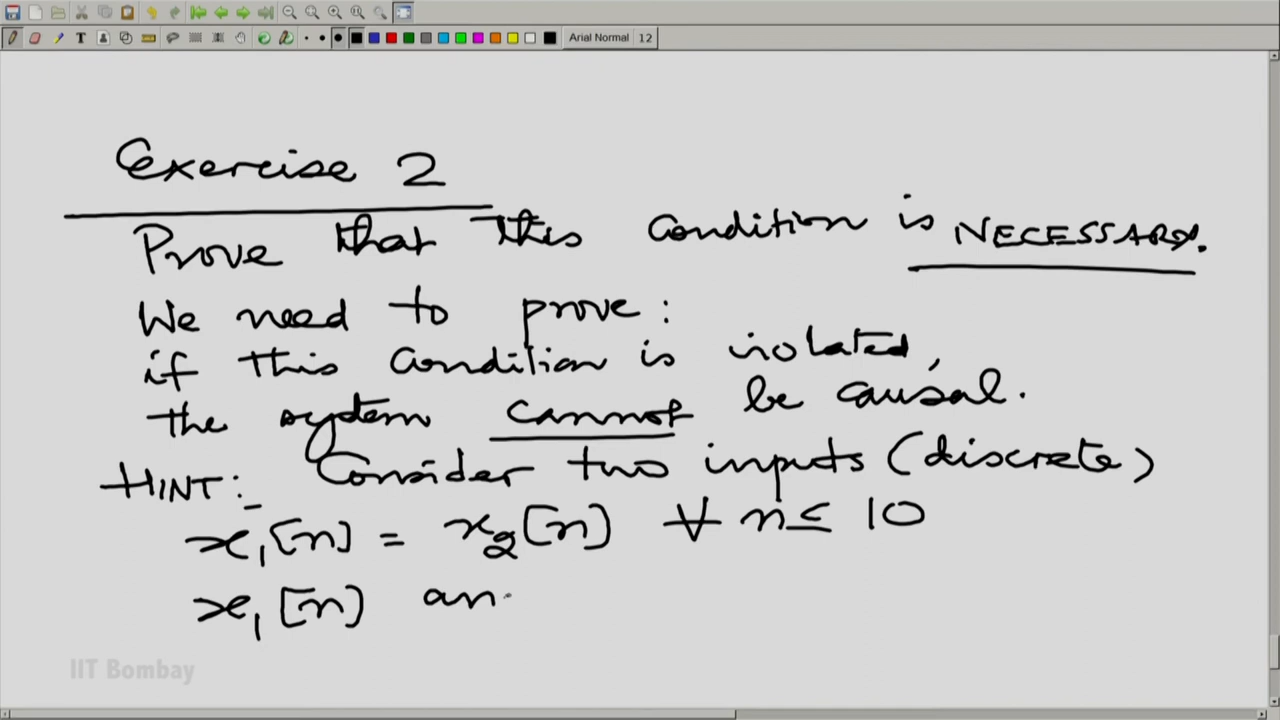 Arial Normal 12
Exercise 2
Prove that this condition is NECESSARY.
We need to prove:
if this condition is violated,
the system cannot be causal.
HINT:- Consider two inputs (discrete)
x₁[n] = x₂[n] ∀ n ≤ 10
x₁[n] an
IIT Bombay